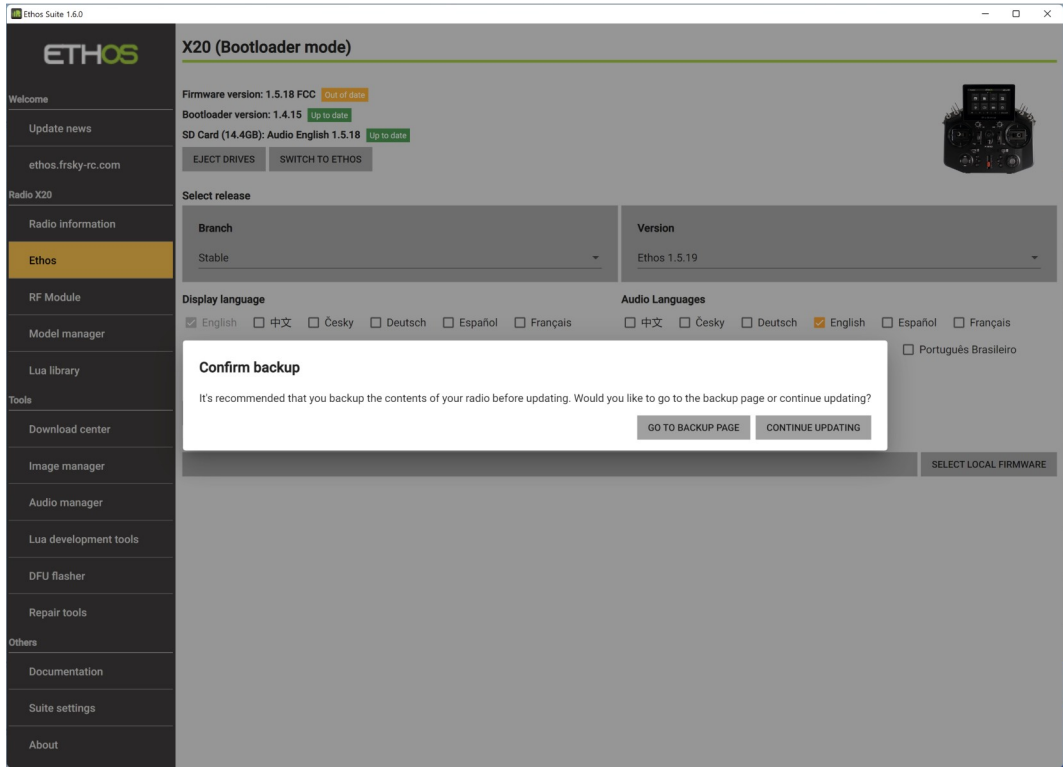 Ethos Suite 1.6.0
ETHOS
Welcome
Update news
ethos.frsky-rc.com
Radio X20
Radio information
Ethos
RF Module
Model manager
Lua library
Tools
Download center
Image manager
Audio manager
Lua development tools
DFU flasher
Repair tools
Others
Documentation
Suite settings
About
X20 (Bootloader mode)
Firmware version: 1.5.18 FCC Out of date
Bootloader version: 1.4.15 Up to date
SD Card (14.4GB): Audio English 1.5.18 Up to date
EJECT DRIVES SWITCH TO ETHOS
Select release
Branch
Stable
Version
Ethos 1.5.19
Display language
English 中文 Česky Deutsch Español Français
Audio Languages
中文 Česky Deutsch English Español Français
Português Brasileiro
Confirm backup
It's recommended that you backup the contents of your radio before updating. Would you like to go to the backup page or continue updating?
GO TO BACKUP PAGE CONTINUE UPDATING
SELECT LOCAL FIRMWARE